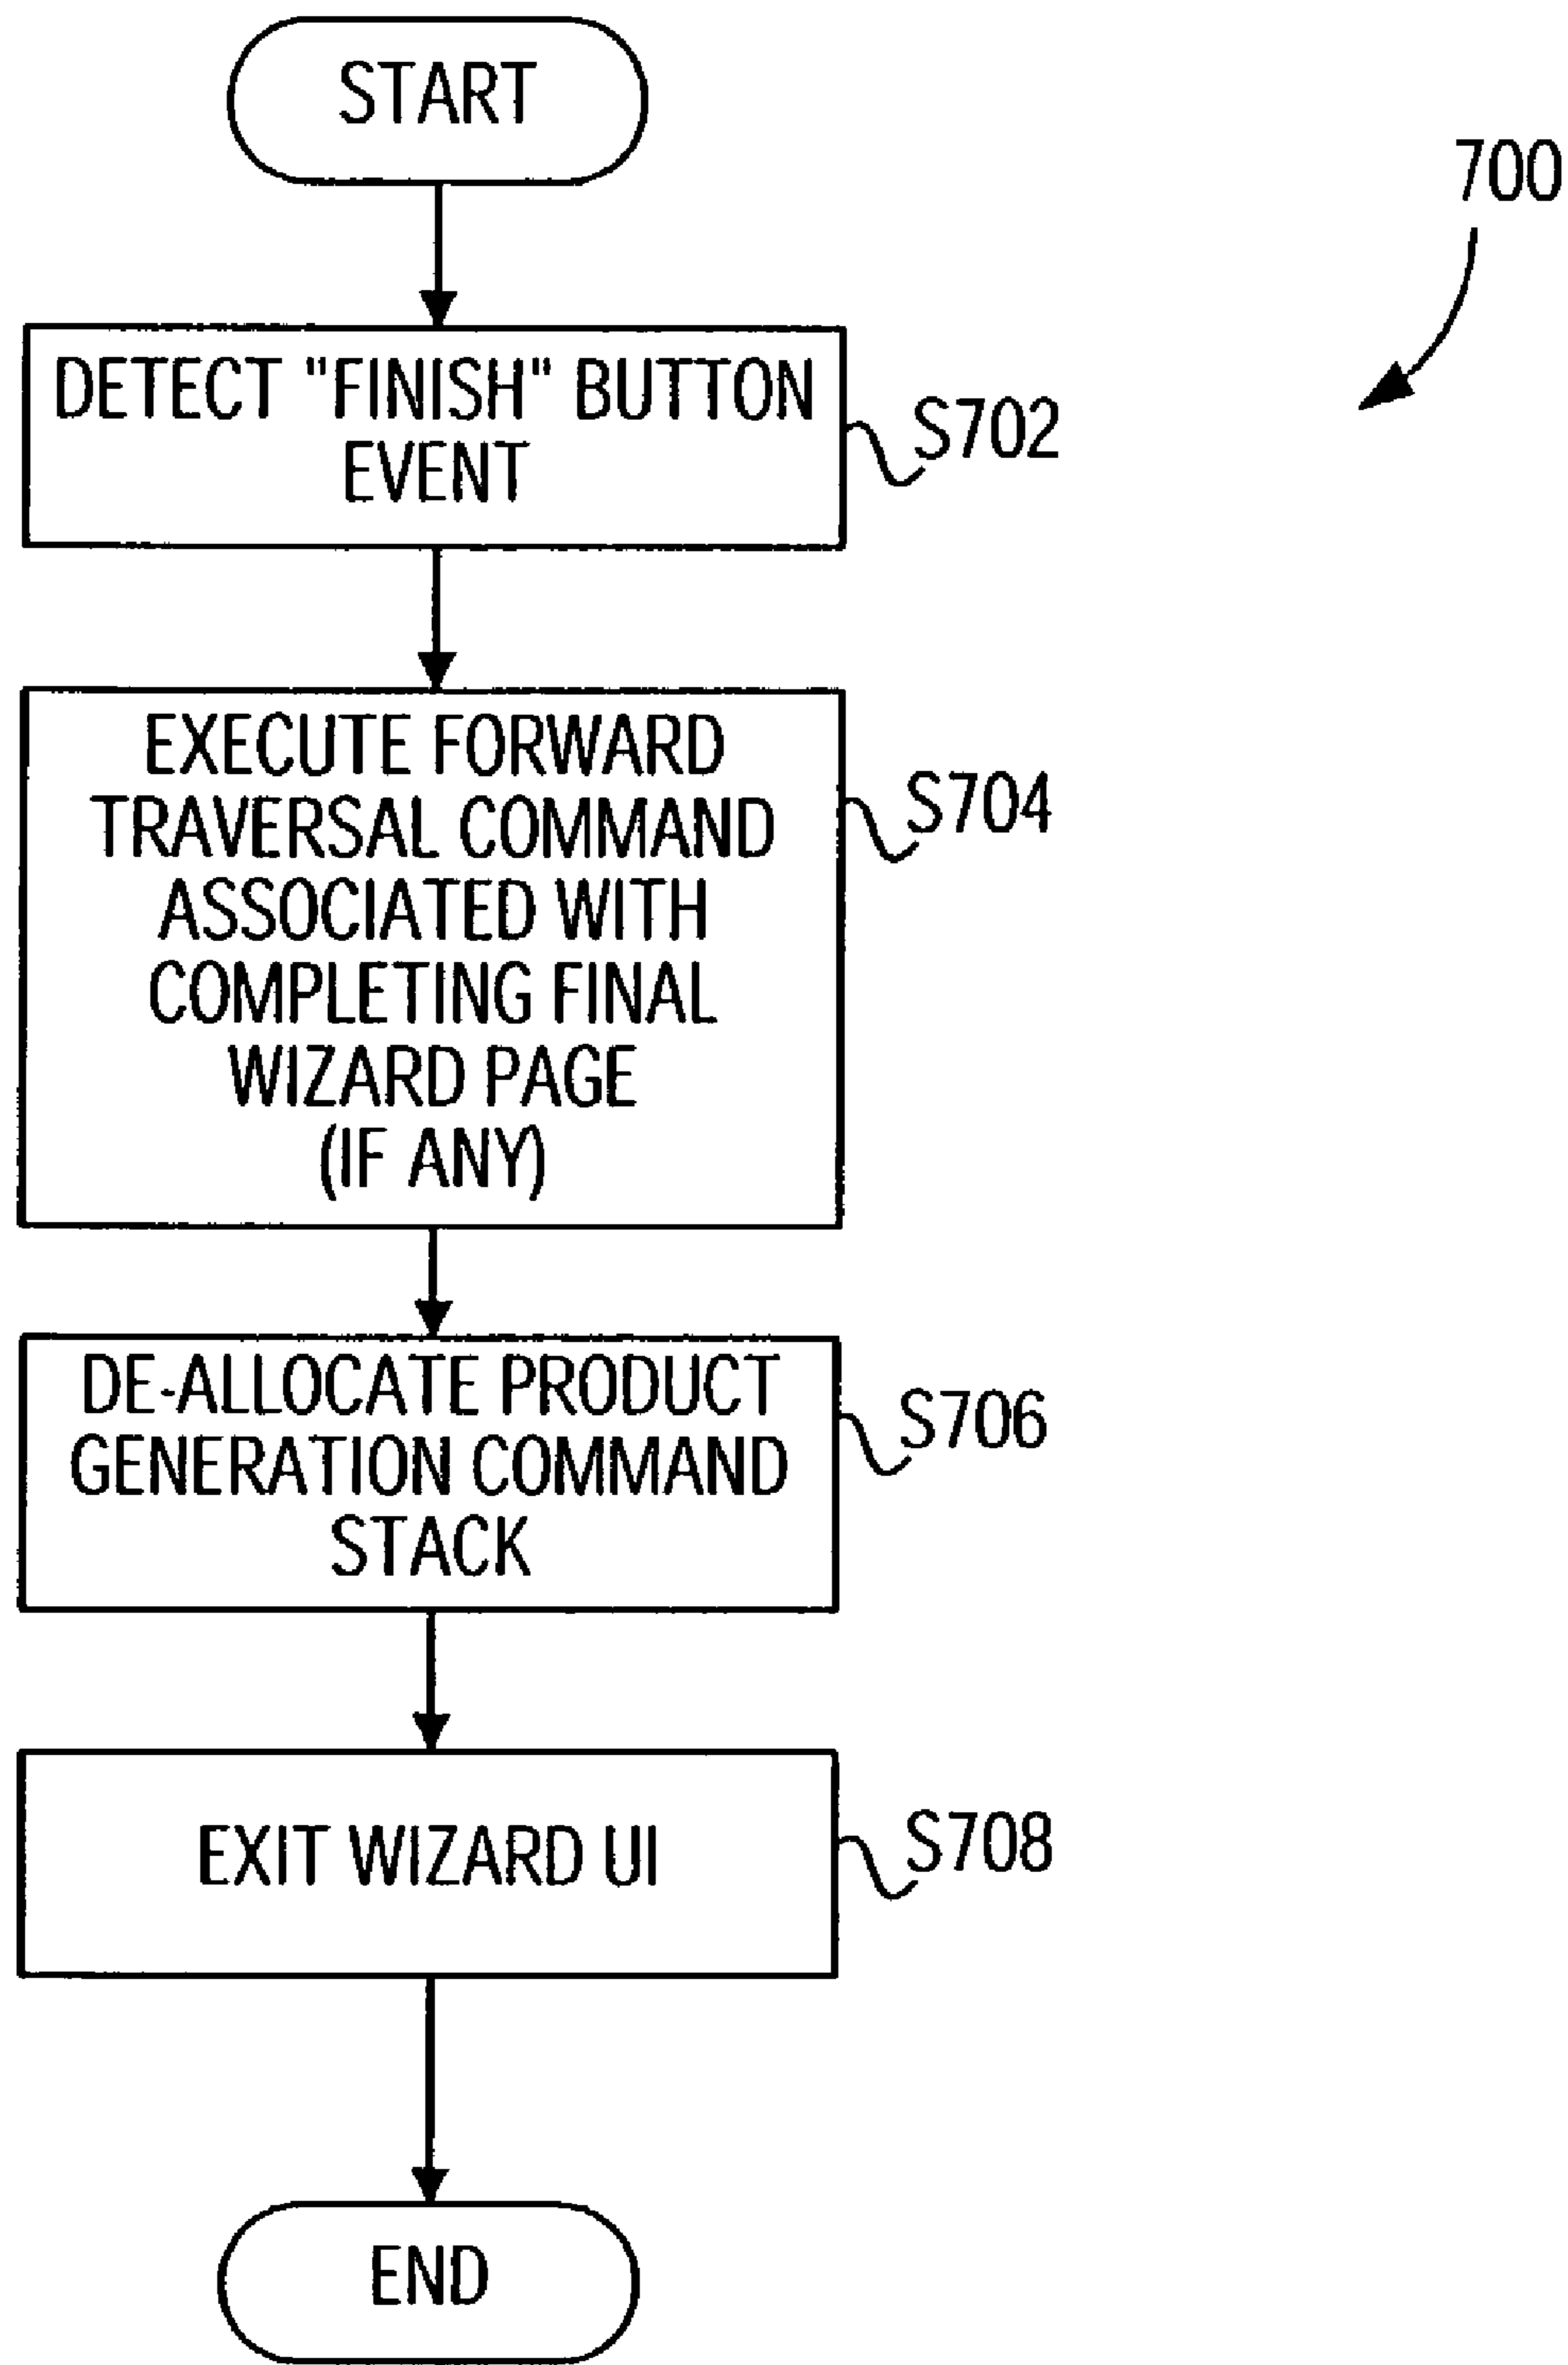 START
700
DETECT "FINISH" BUTTON
EVENT
S702
EXECUTE FORWARD
TRAVERSAL COMMAND
ASSOCIATED WITH
COMPLETING FINAL
WIZARD PAGE
(IF ANY)
S704
DE-ALLOCATE PRODUCT
GENERATION COMMAND
STACK
S706
EXIT WIZARD UI
S708
END